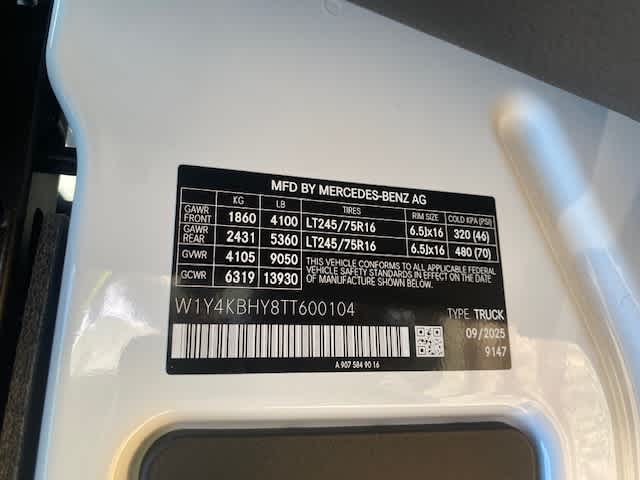 MFD BY MERCEDES-BENZ AG
KG LB TIRES RIM SIZE COLD KPA (PSI)
GAWR FRONT 1860 4100 LT245/75R16 6.5Jx16 320 (46)
GAWR REAR 2431 5360 LT245/75R16 6.5Jx16 480 (70)
GVWR 4105 9050
GCWR 6319 13930
THIS VEHICLE CONFORMS TO ALL APPLICABLE FEDERAL
VEHICLE SAFETY STANDARDS IN EFFECT ON THE DATE
OF MANUFACTURE SHOWN ABOVE.
W1Y4KBHY8TT600104
TYPE TRUCK
09/2025
9147
A 907 584 90 16